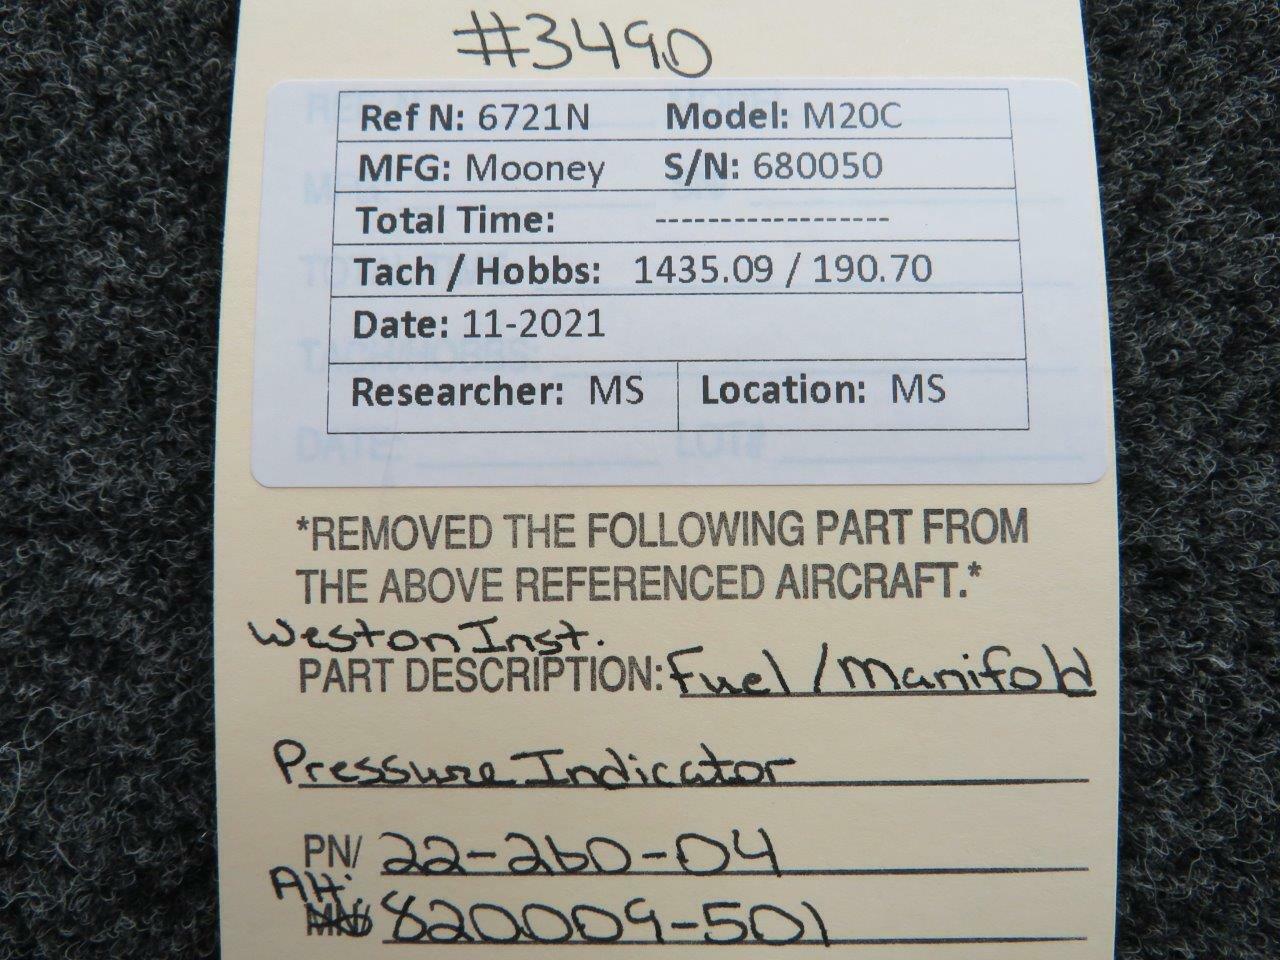 #3490
Ref N: 6721N Model: M20C
MFG: Mooney S/N: 680050
Total Time: ------------------
Tach / Hobbs: 1435.09 / 190.70
Date: 11-2021
Researcher: MS Location: MS
DATE: LOT#
*REMOVED THE FOLLOWING PART FROM
THE ABOVE REFERENCED AIRCRAFT.*
Weston Inst.
PART DESCRIPTION: Fuel / Manifold
Pressure Indicator
PN/ 22-260-04
Alt.
820009-501